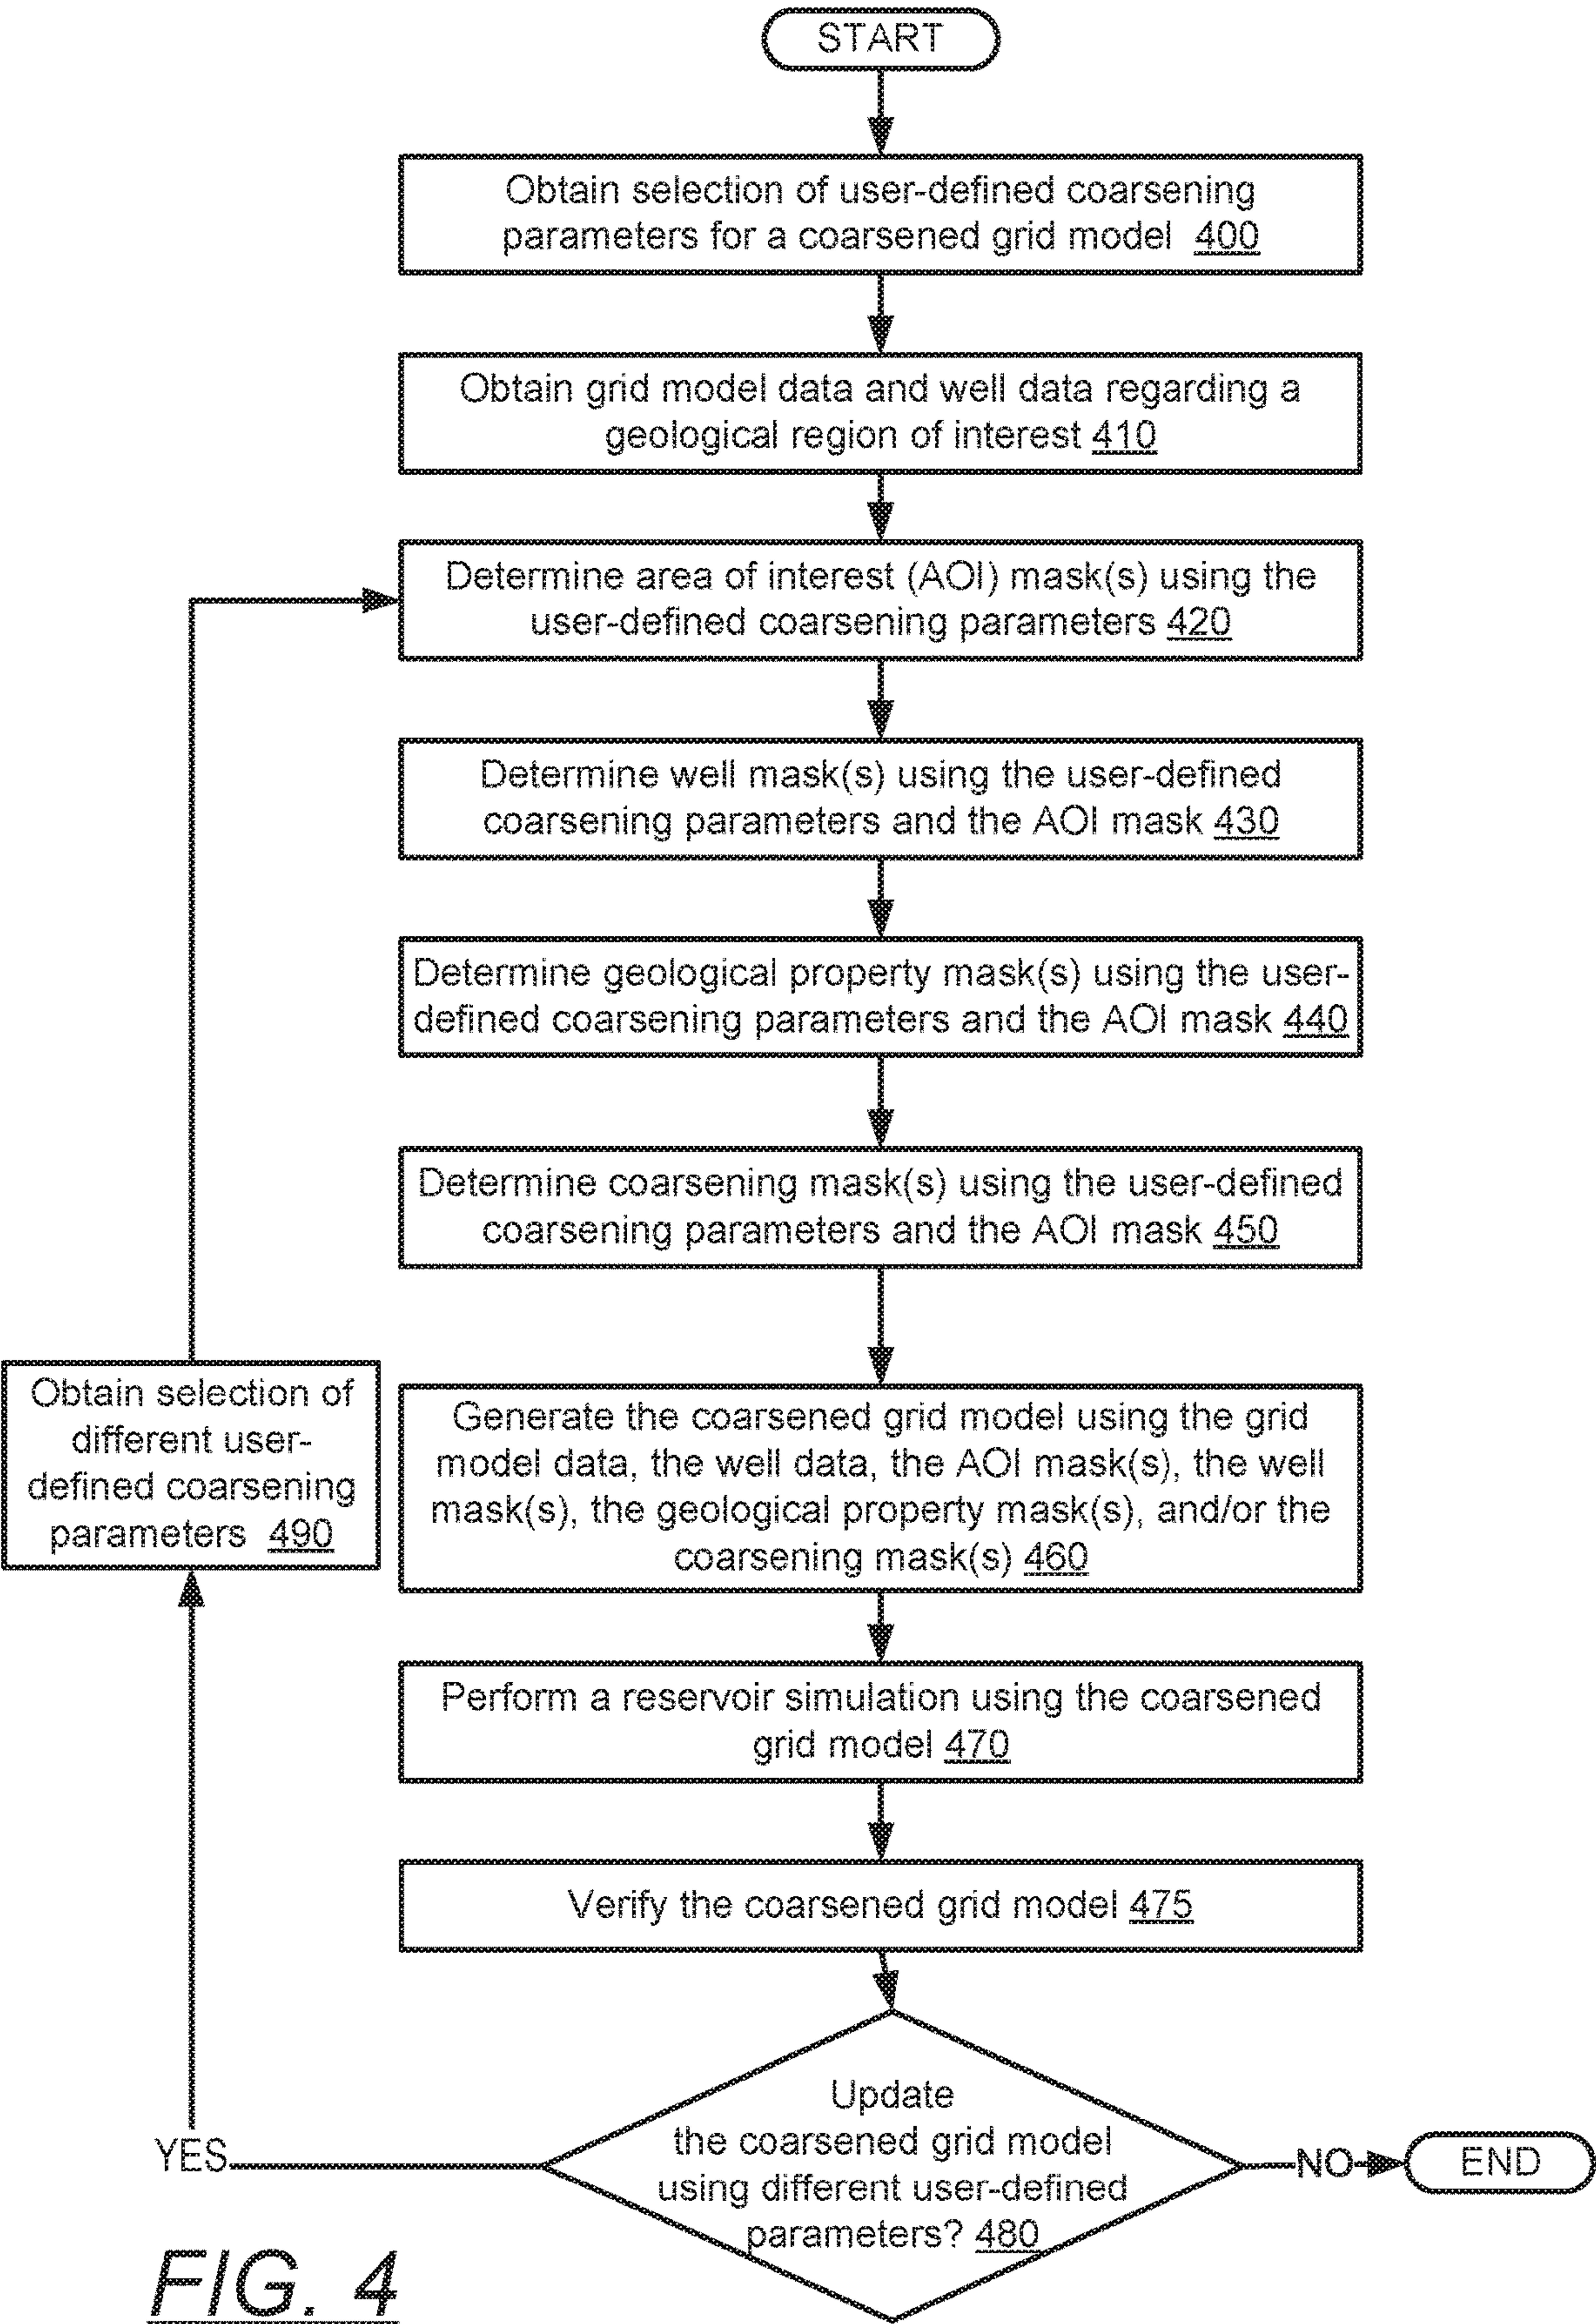 START
Obtain selection of user-defined coarsening
parameters for a coarsened grid model 400
Obtain grid model data and well data regarding a
geological region of interest 410
Determine area of interest (AOI) mask(s) using the
user-defined coarsening parameters 420
Determine well mask(s) using the user-defined
coarsening parameters and the AOI mask 430
Determine geological property mask(s) using the user-
defined coarsening parameters and the AOI mask 440
Determine coarsening mask(s) using the user-defined
coarsening parameters and the AOI mask 450
Obtain selection of
different user-
defined coarsening
parameters 490
Generate the coarsened grid model using the grid
model data, the well data, the AOI mask(s), the well
mask(s), the geological property mask(s), and/or the
coarsening mask(s) 460
Perform a reservoir simulation using the coarsened
grid model 470
Verify the coarsened grid model 475
Update
the coarsened grid model
using different user-defined
parameters? 480
YES
NO
END
FIG. 4